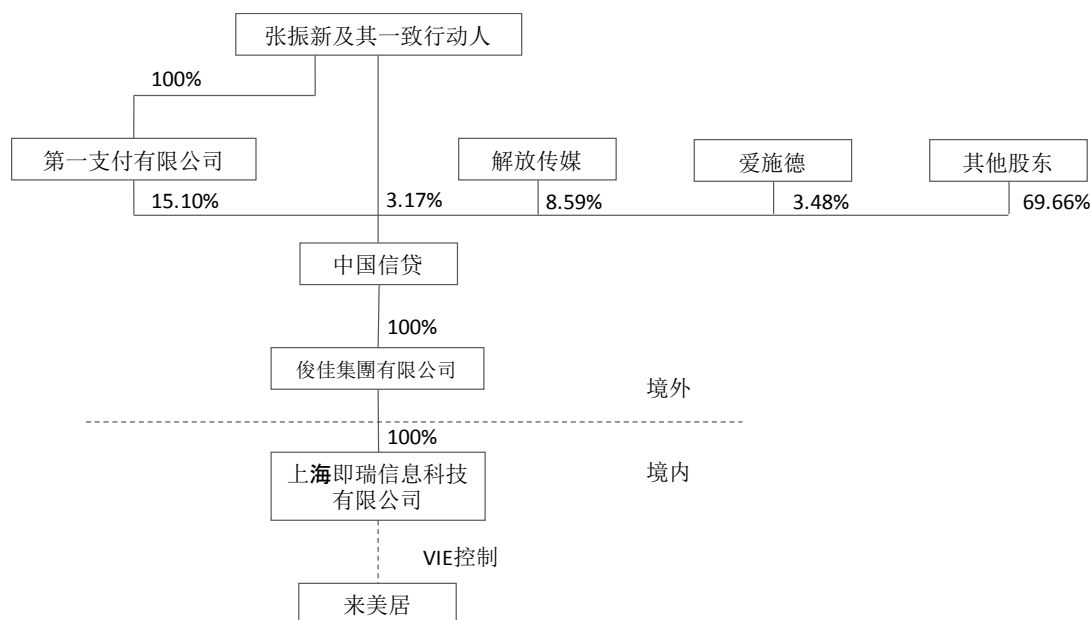 张振新及其一致行动人
100%
第一支付有限公司
解放传媒
爱施德
其他股东
15.10%
3.17%
8.59%
3.48%
69.66%
中国信贷
100%
俊佳集團有限公司
境外
100%
上海即瑞信息科技
有限公司
境内
VIE控制
来美居